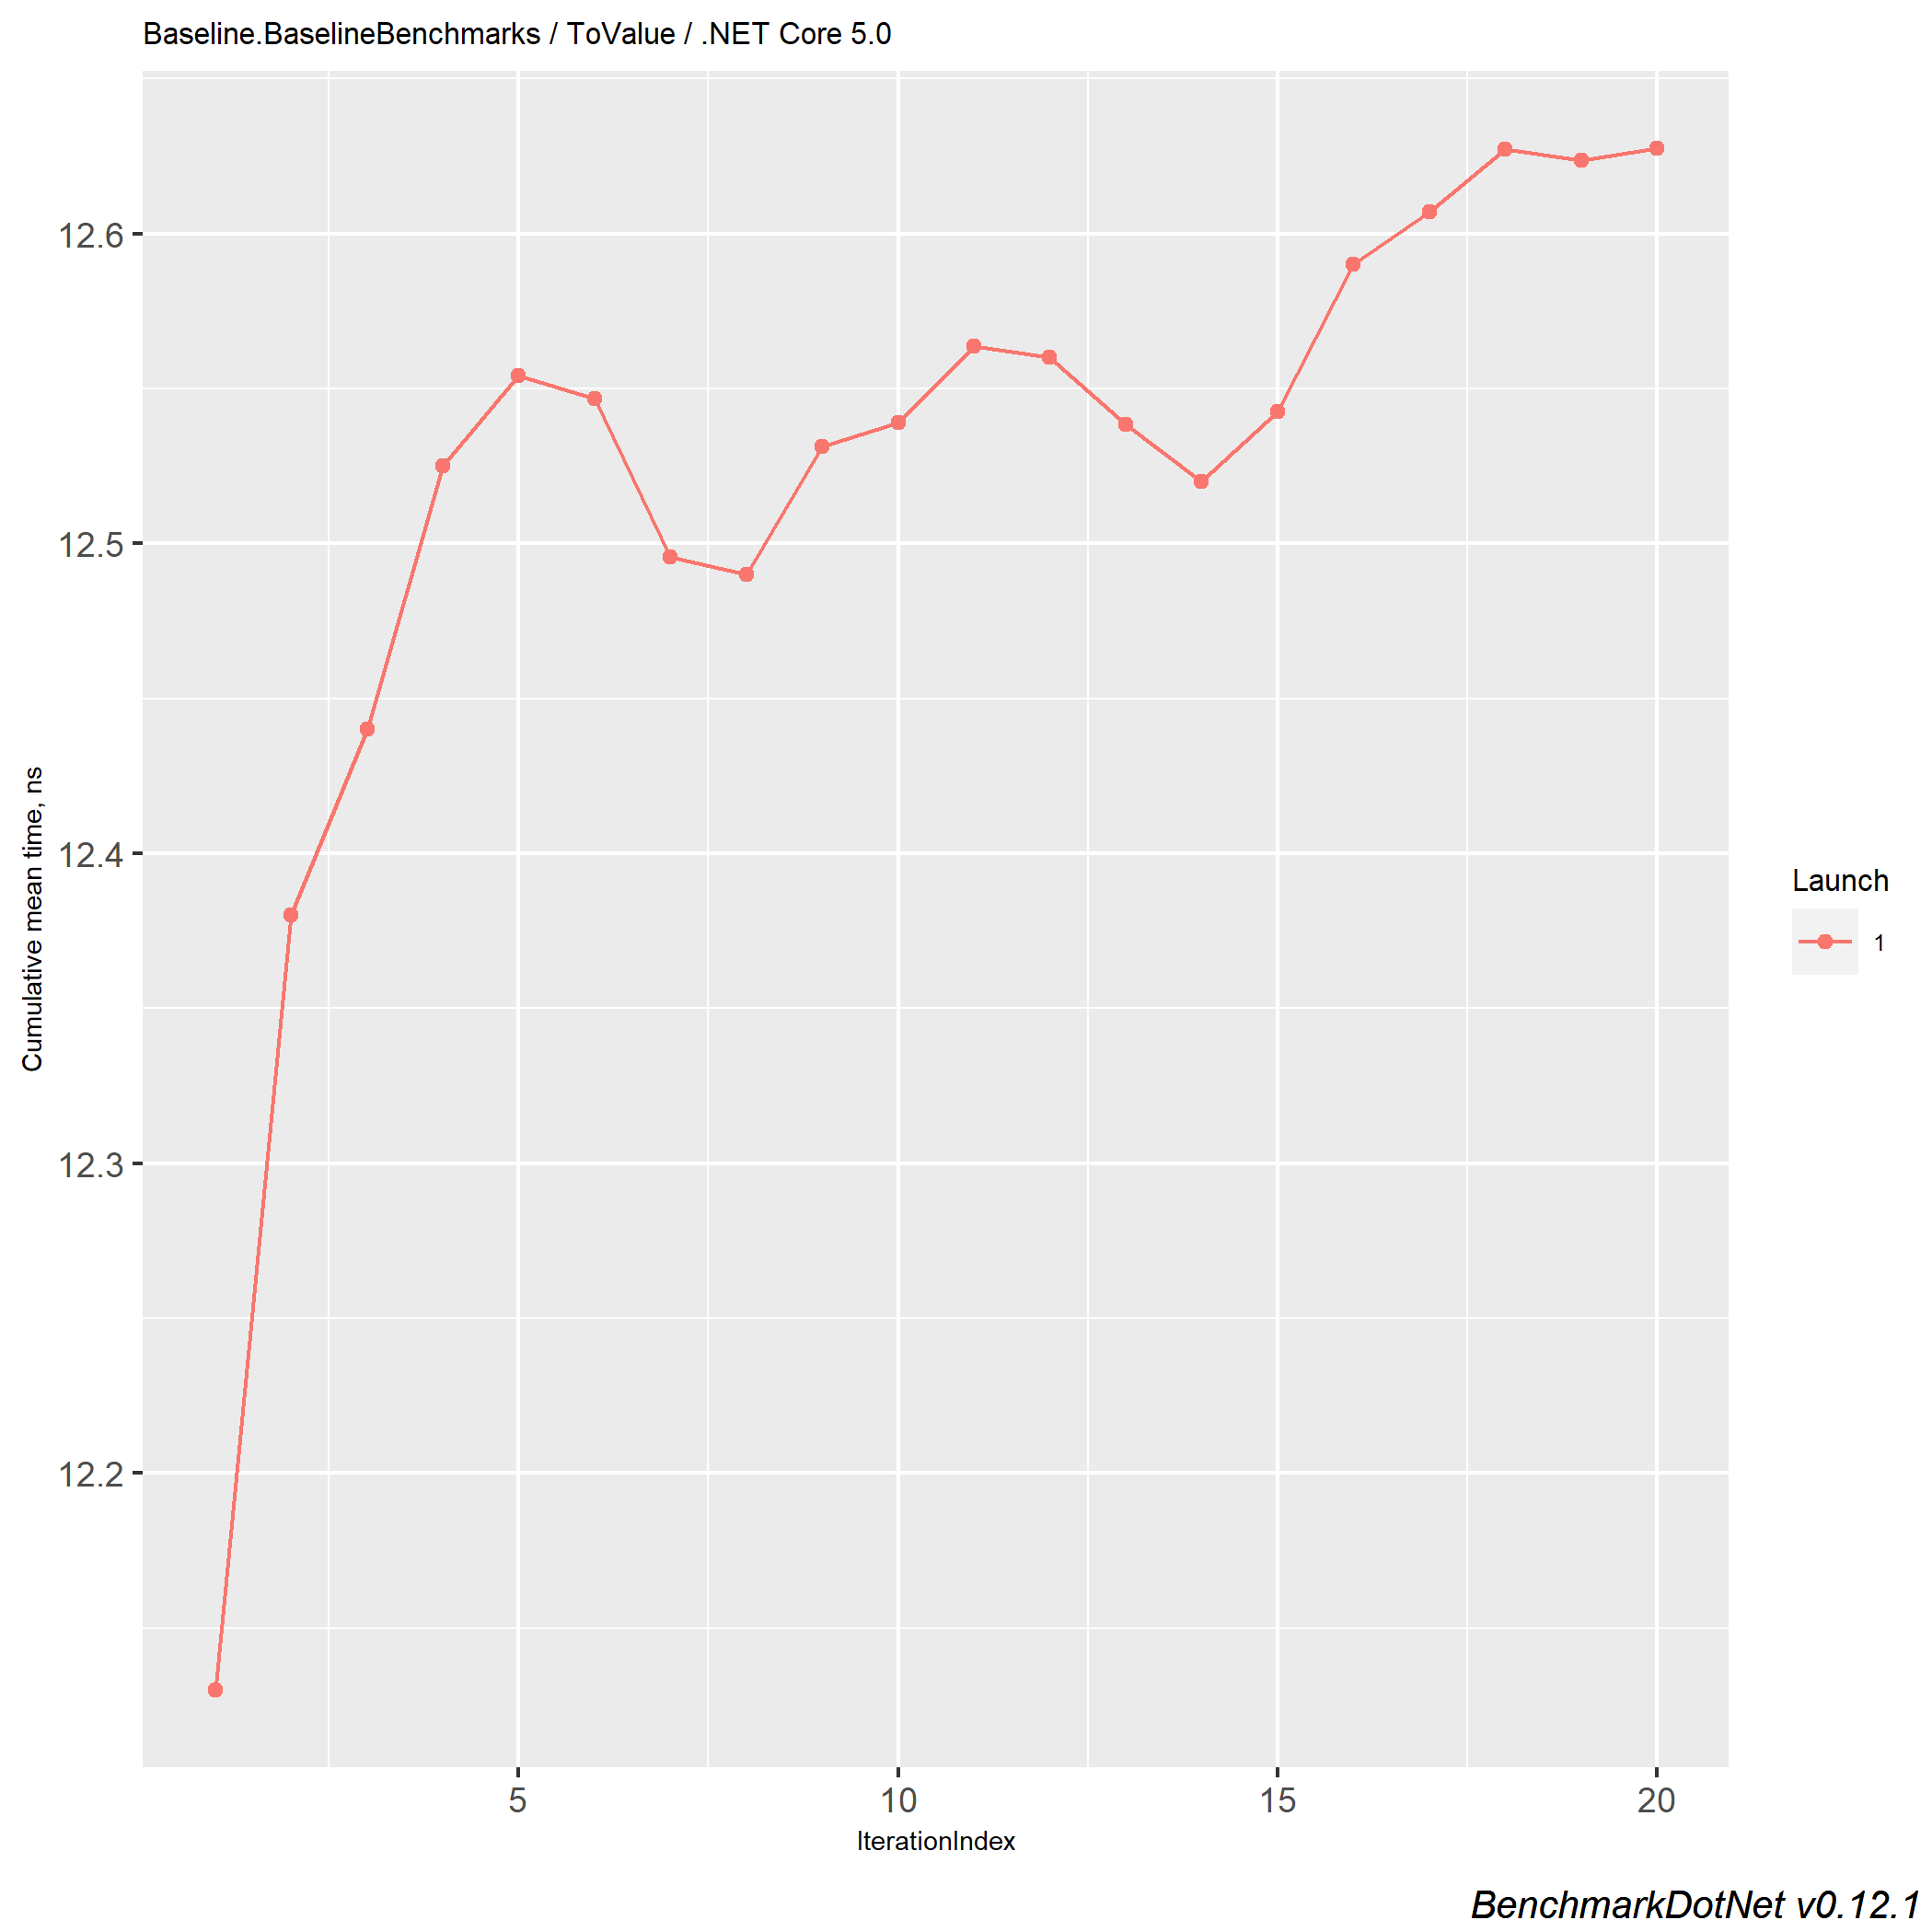 Baseline.BaselineBenchmarks / ToValue / .NET Core 5.0
Cumulative mean time, ns
12.6
12.5
12.4
12.3
12.2
5 10 15 20
IterationIndex
Launch
1
BenchmarkDotNet v0.12.1